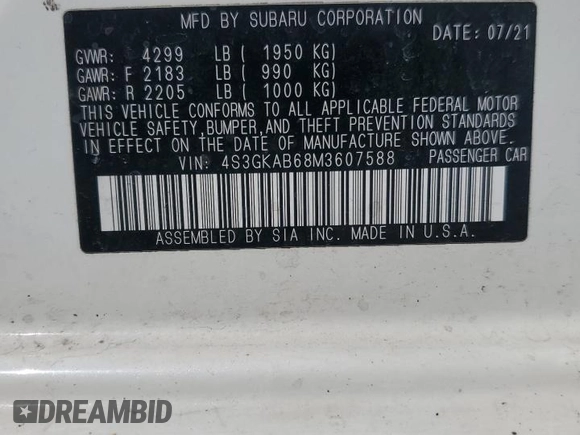 MFD BY SUBARU CORPORATION
DATE: 07/21
GVWR: 4299 LB ( 1950 KG)
GAWR: F 2183 LB ( 990 KG)
GAWR: R 2205 LB ( 1000 KG)
THIS VEHICLE CONFORMS TO ALL APPLICABLE FEDERAL MOTOR
VEHICLE SAFETY,BUMPER,AND THEFT PREVENTION STANDARDS
IN EFFECT ON THE DATE OF MANUFACTURE SHOWN ABOVE.
VIN: 4S3GKAB68M3607588 PASSENGER CAR
ASSEMBLED BY SIA INC. MADE IN U.S.A.
DREAMBID